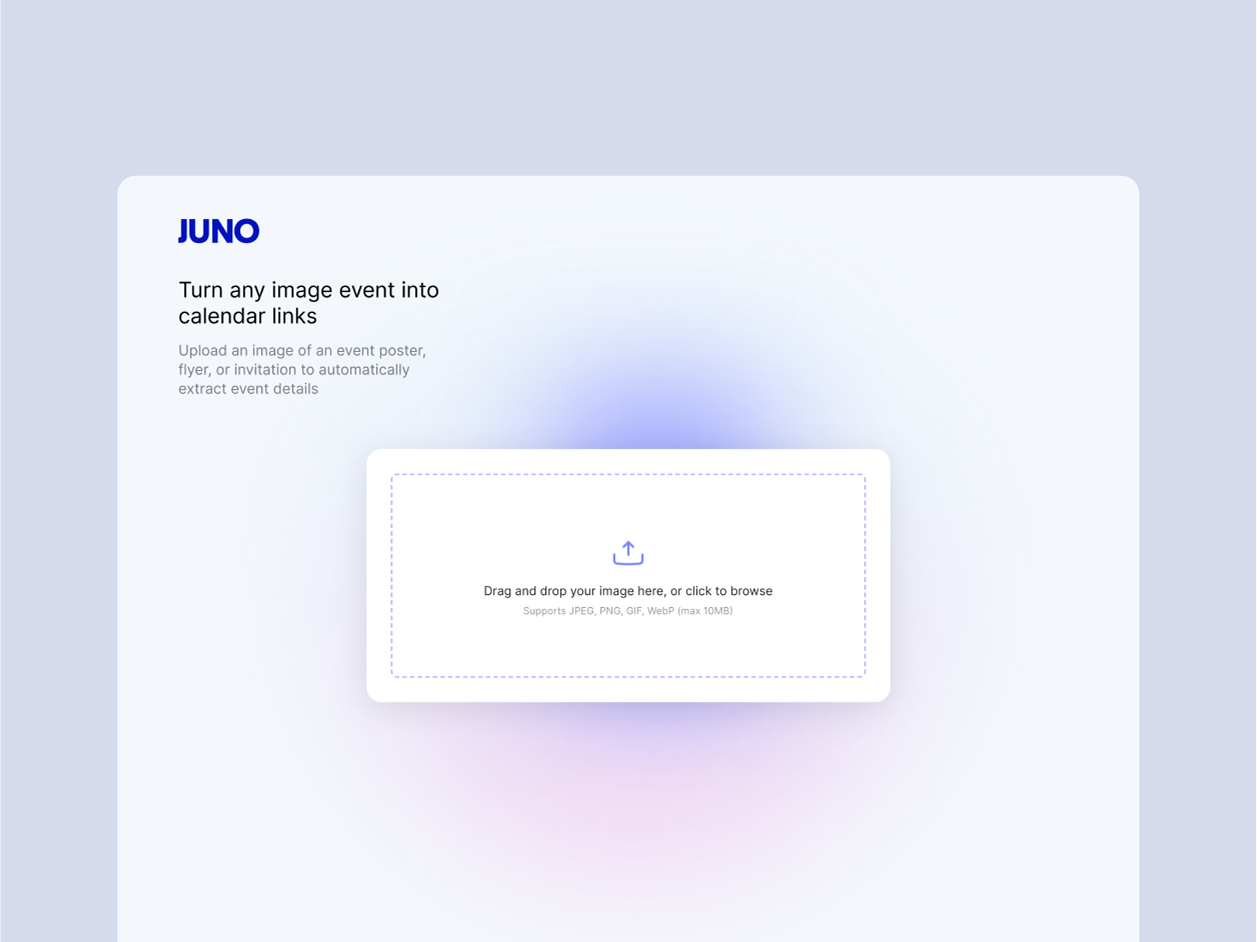 JUNO
Turn any image event into
calendar links
Upload an image of an event poster,
flyer, or invitation to automatically
extract event details
Drag and drop your image here, or click to browse
Supports JPEG, PNG, GIF, WebP (max 10MB)